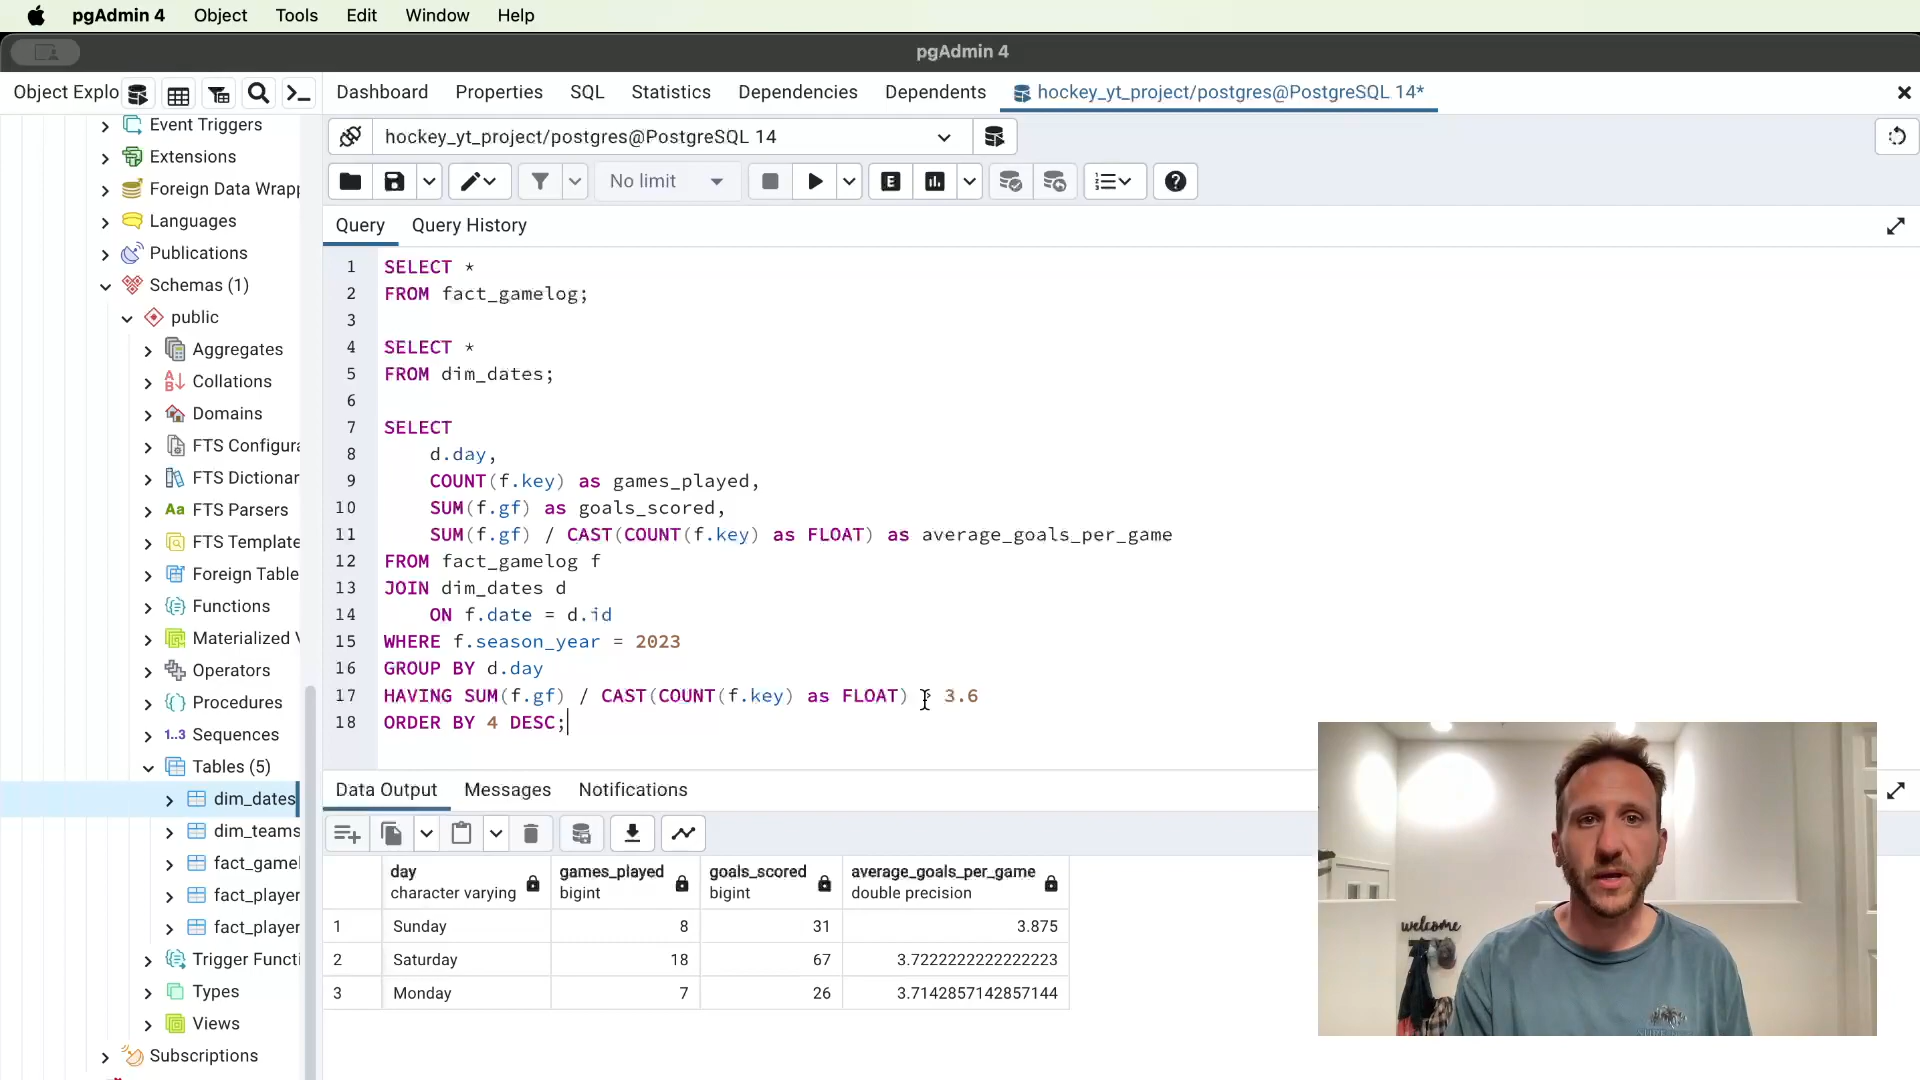 pgAdmin 4 Object Tools Edit Window Help
pgAdmin 4
Object Explo
Dashboard Properties SQL Statistics Dependencies Dependents hockey_yt_project/postgres@PostgreSQL 14*
hockey_yt_project/postgres@PostgreSQL 14
No limit
E
Query Query History
Event Triggers
Extensions
Foreign Data Wrapp
Languages
Publications
Schemas (1)
public
Aggregates
Collations
Domains
FTS Configura
FTS Dictionar
Aa FTS Parsers
FTS Template
Foreign Table
Functions
Materialized V
Operators
Procedures
1..3 Sequences
Tables (5)
dim_dates
dim_teams
fact_gamel
fact_player
fact_player
Trigger Functi
Types
Views
Subscriptions
1 SELECT *
2 FROM fact_gamelog;
3
4 SELECT *
5 FROM dim_dates;
6
7 SELECT
8 d.day,
9 COUNT(f.key) as games_played,
10 SUM(f.gf) as goals_scored,
11 SUM(f.gf) / CAST(COUNT(f.key) as FLOAT) as average_goals_per_game
12 FROM fact_gamelog f
13 JOIN dim_dates d
14 ON f.date = d.id
15 WHERE f.season_year = 2023
16 GROUP BY d.day
17 HAVING SUM(f.gf) / CAST(COUNT(f.key) as FLOAT) 3.6
18 ORDER BY 4 DESC;
Data Output Messages Notifications
day games_played goals_scored average_goals_per_game
character varying bigint bigint double precision
1 Sunday 8 31 3.875
2 Saturday 18 67 3.7222222222222223
3 Monday 7 26 3.7142857142857144
welcome